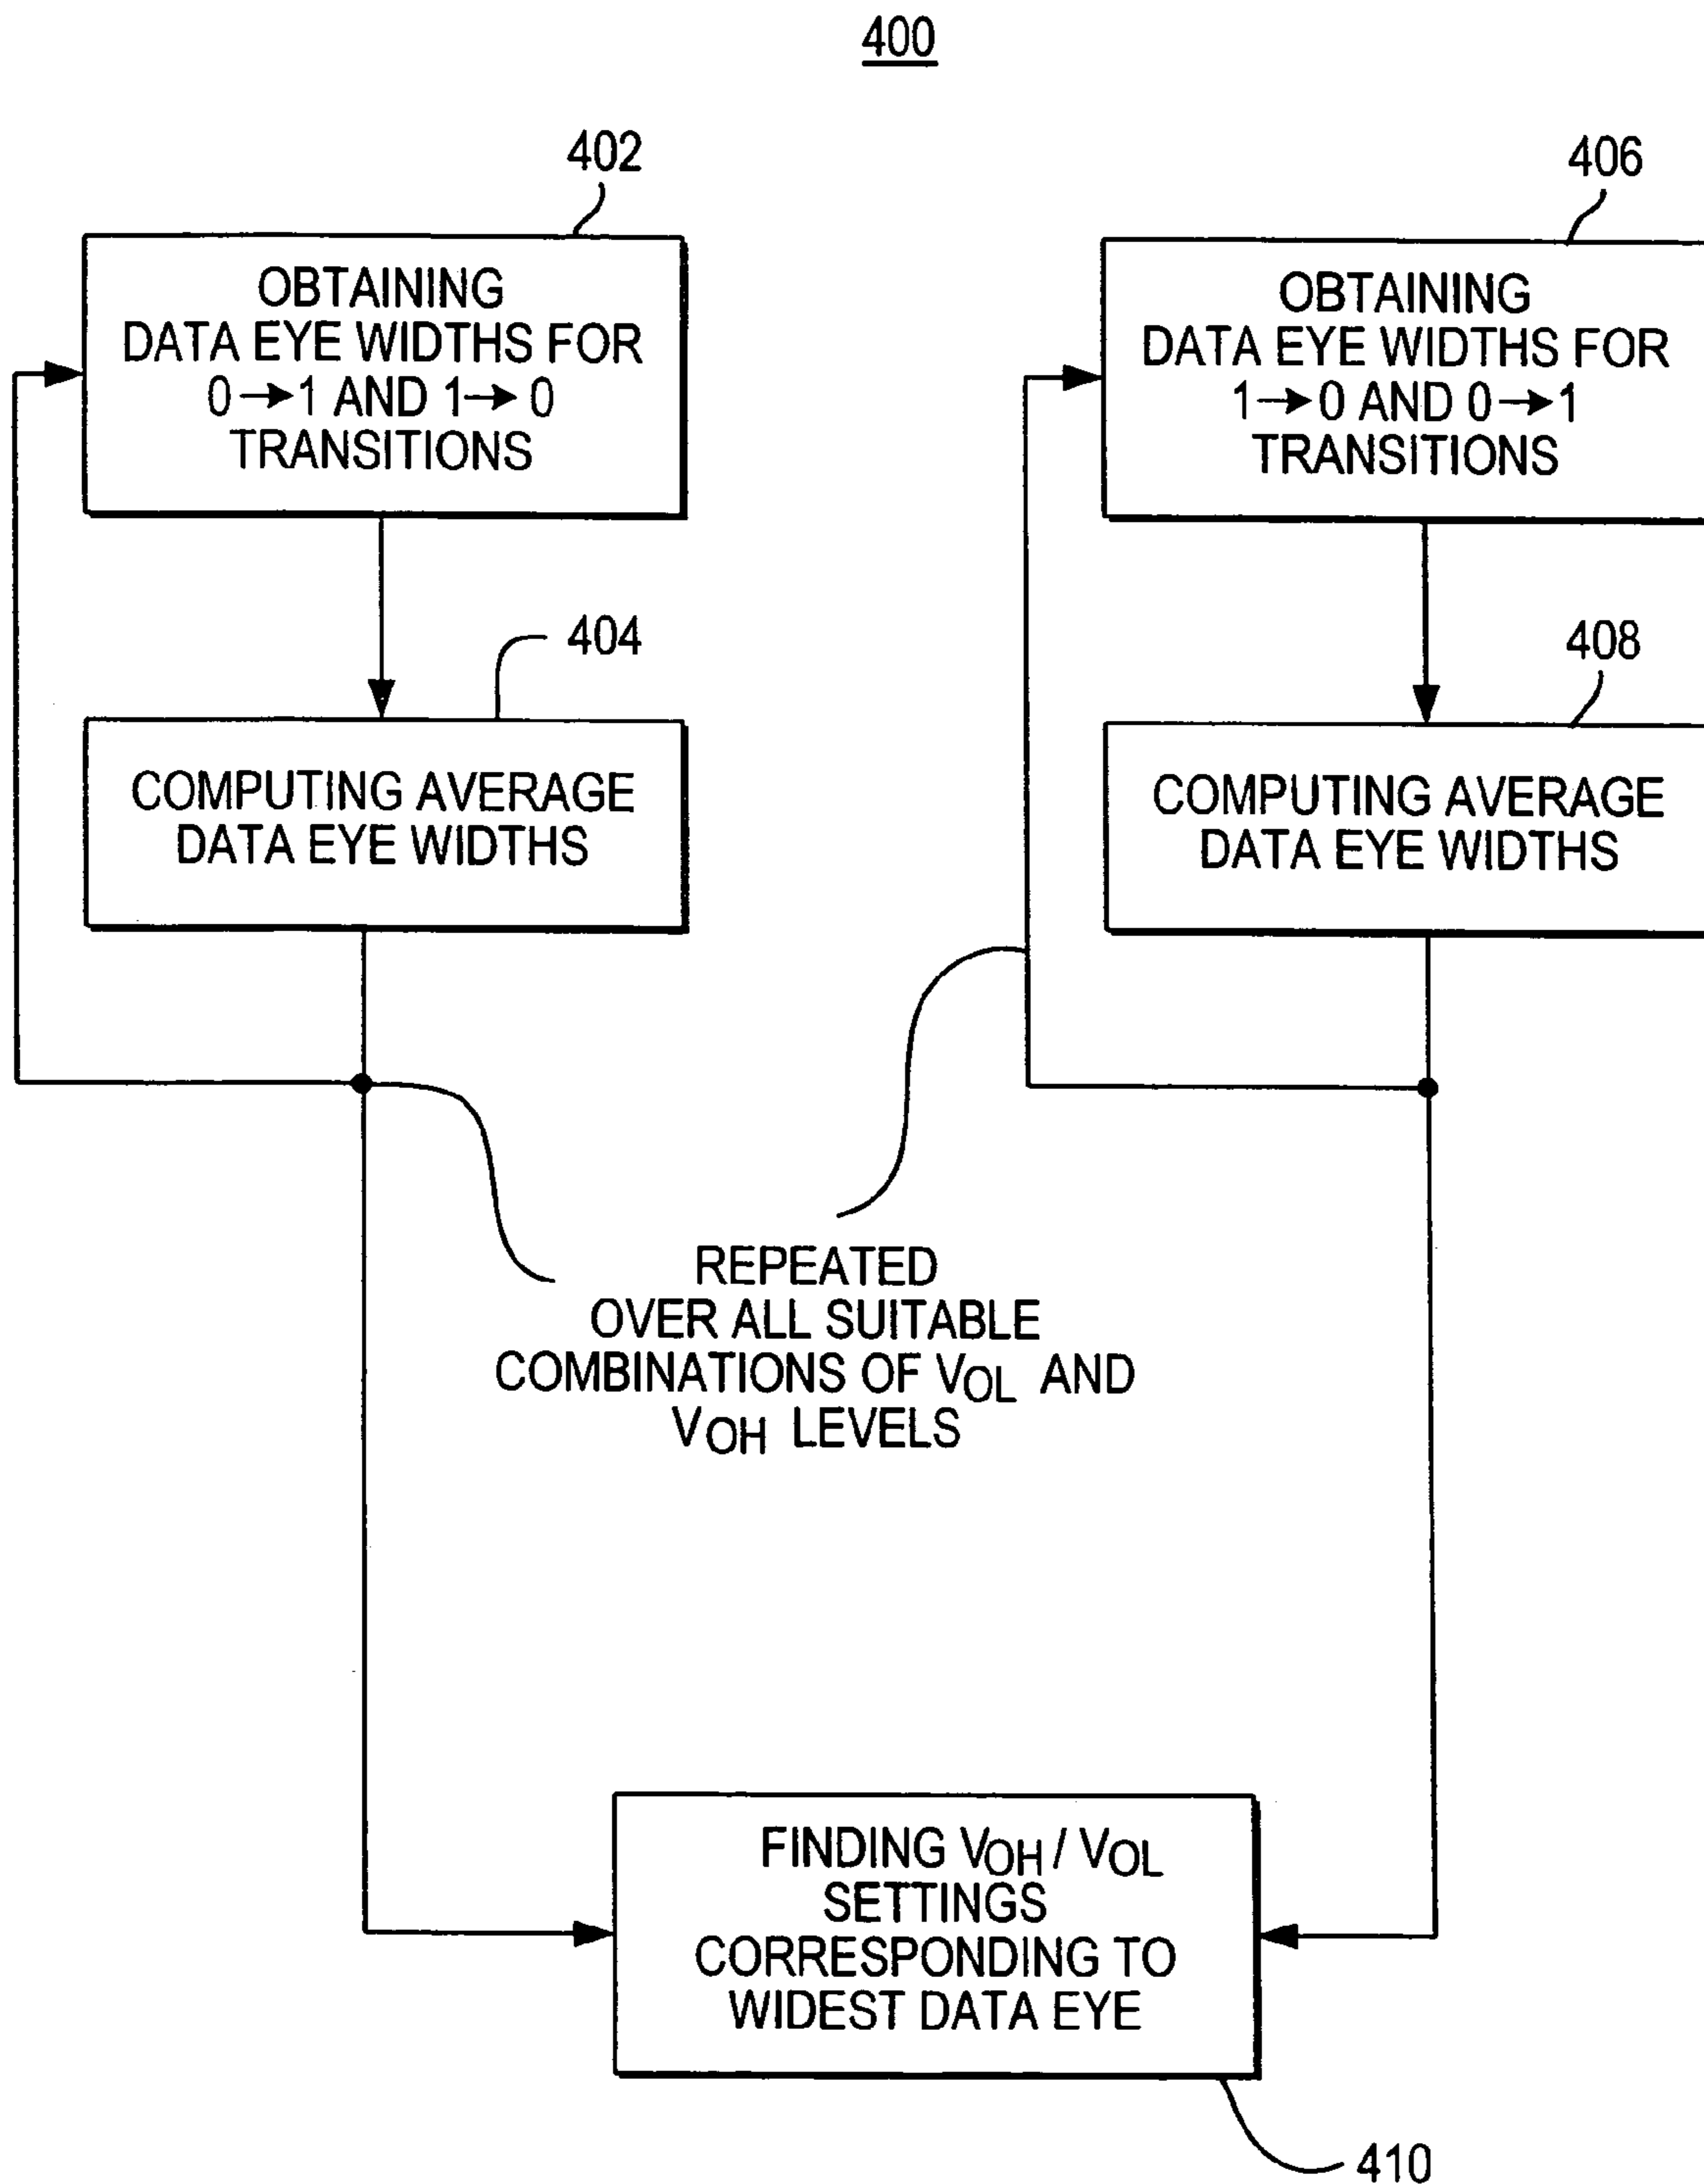 400
402
OBTAINING
DATA EYE WIDTHS FOR
0→1 AND 1→0
TRANSITIONS
404
COMPUTING AVERAGE
DATA EYE WIDTHS
406
OBTAINING
DATA EYE WIDTHS FOR
1→0 AND 0→1
TRANSITIONS
408
COMPUTING AVERAGE
DATA EYE WIDTHS
REPEATED
OVER ALL SUITABLE
COMBINATIONS OF VOL AND
VOH LEVELS
FINDING VOH / VOL
SETTINGS
CORRESPONDING TO
WIDEST DATA EYE
410